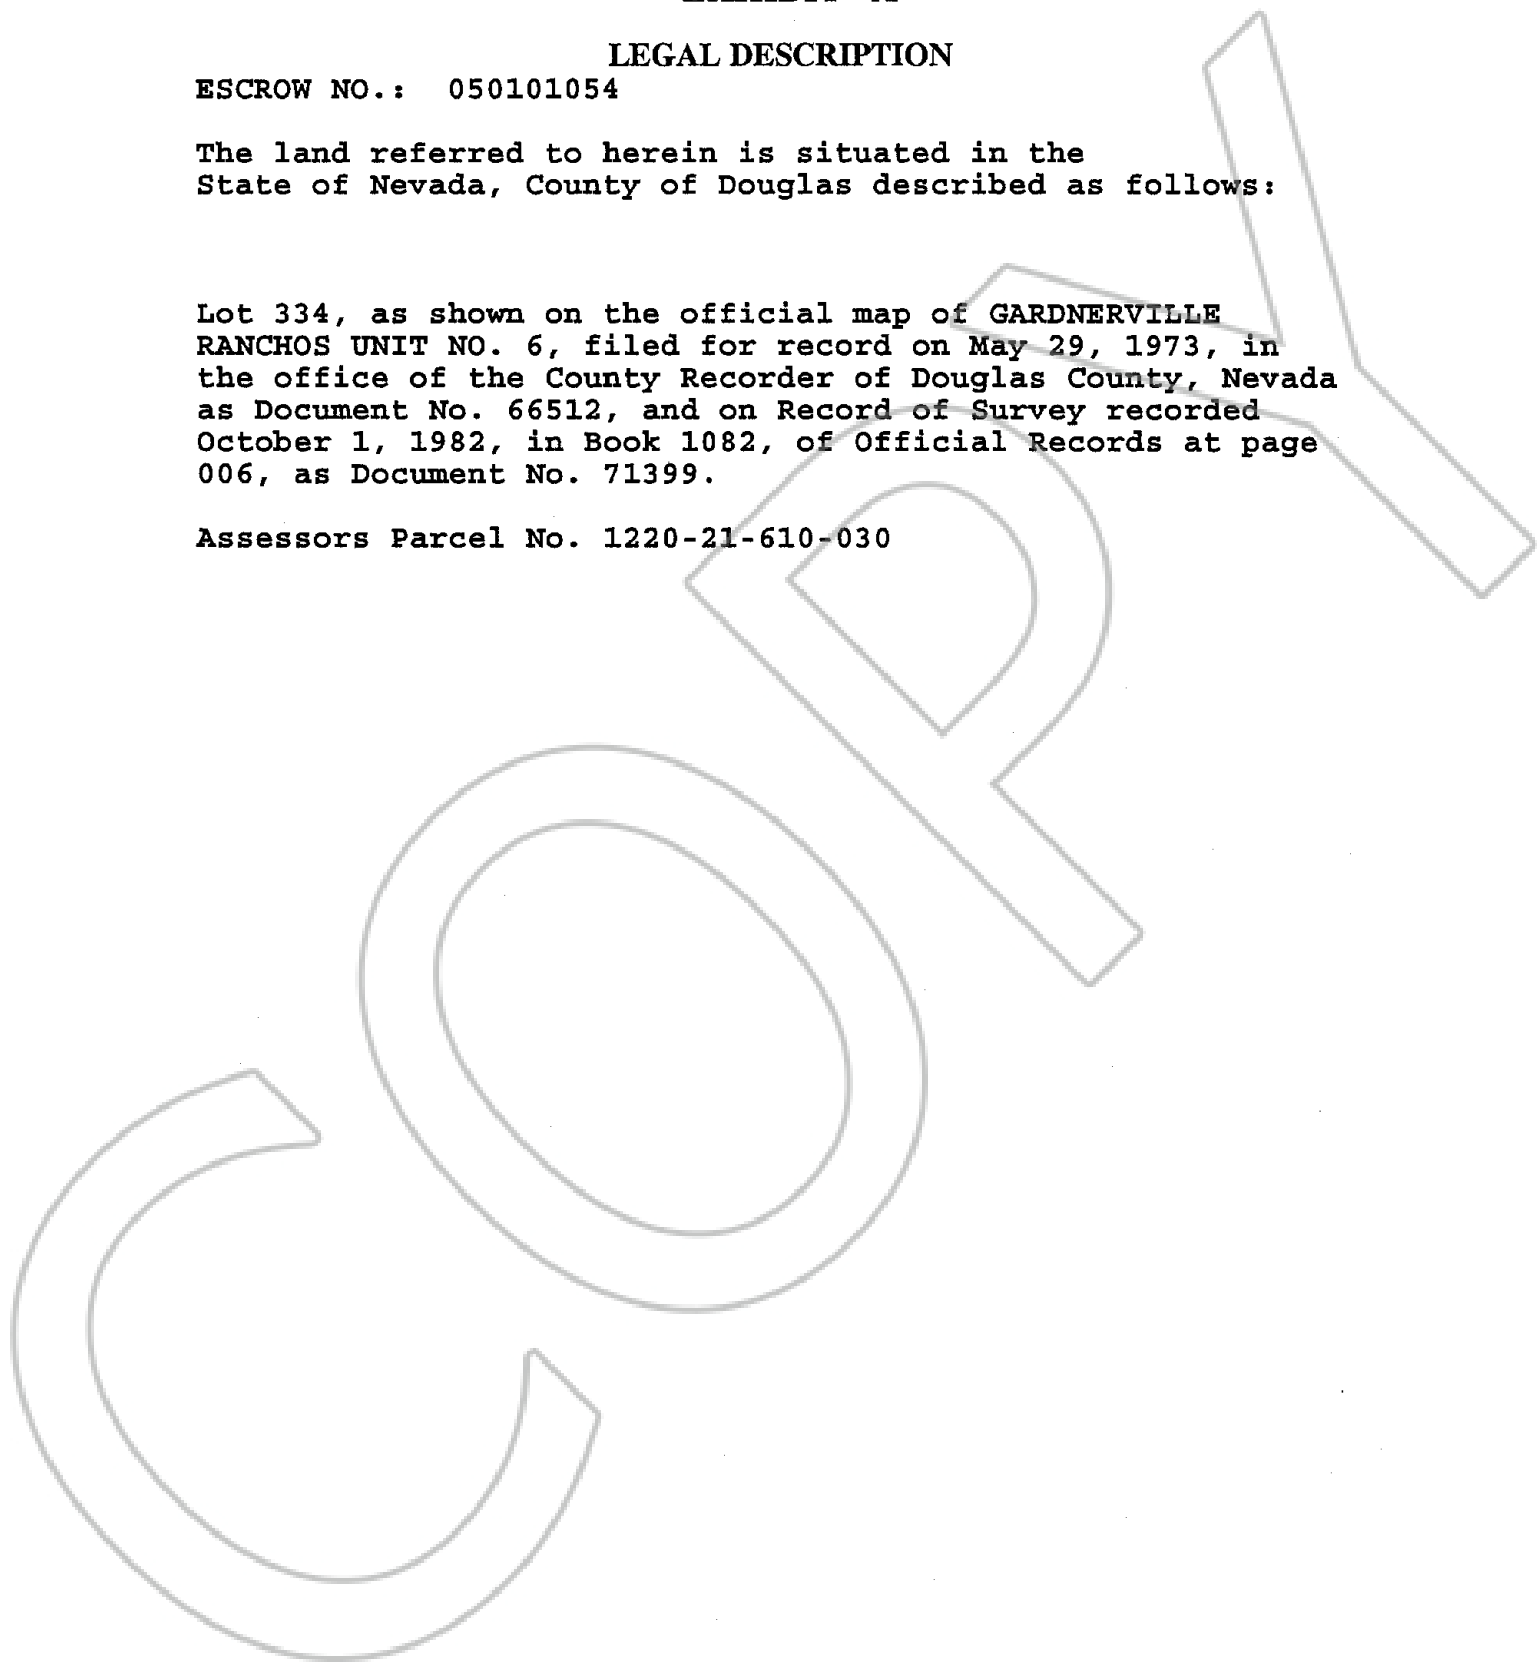 LEGAL DESCRIPTION
ESCROW NO.: 050101054
The land referred to herein is situated in the
State of Nevada, County of Douglas described as follows:
Lot 334, as shown on the official map of GARDNERVILLE
RANCHOS UNIT NO. 6, filed for record on May 29, 1973, in
the office of the County Recorder of Douglas County, Nevada
as Document No. 66512, and on Record of Survey recorded
October 1, 1982, in Book 1082, of Official Records at page
006, as Document No. 71399.
Assessors Parcel No. 1220-21-610-030
COPY